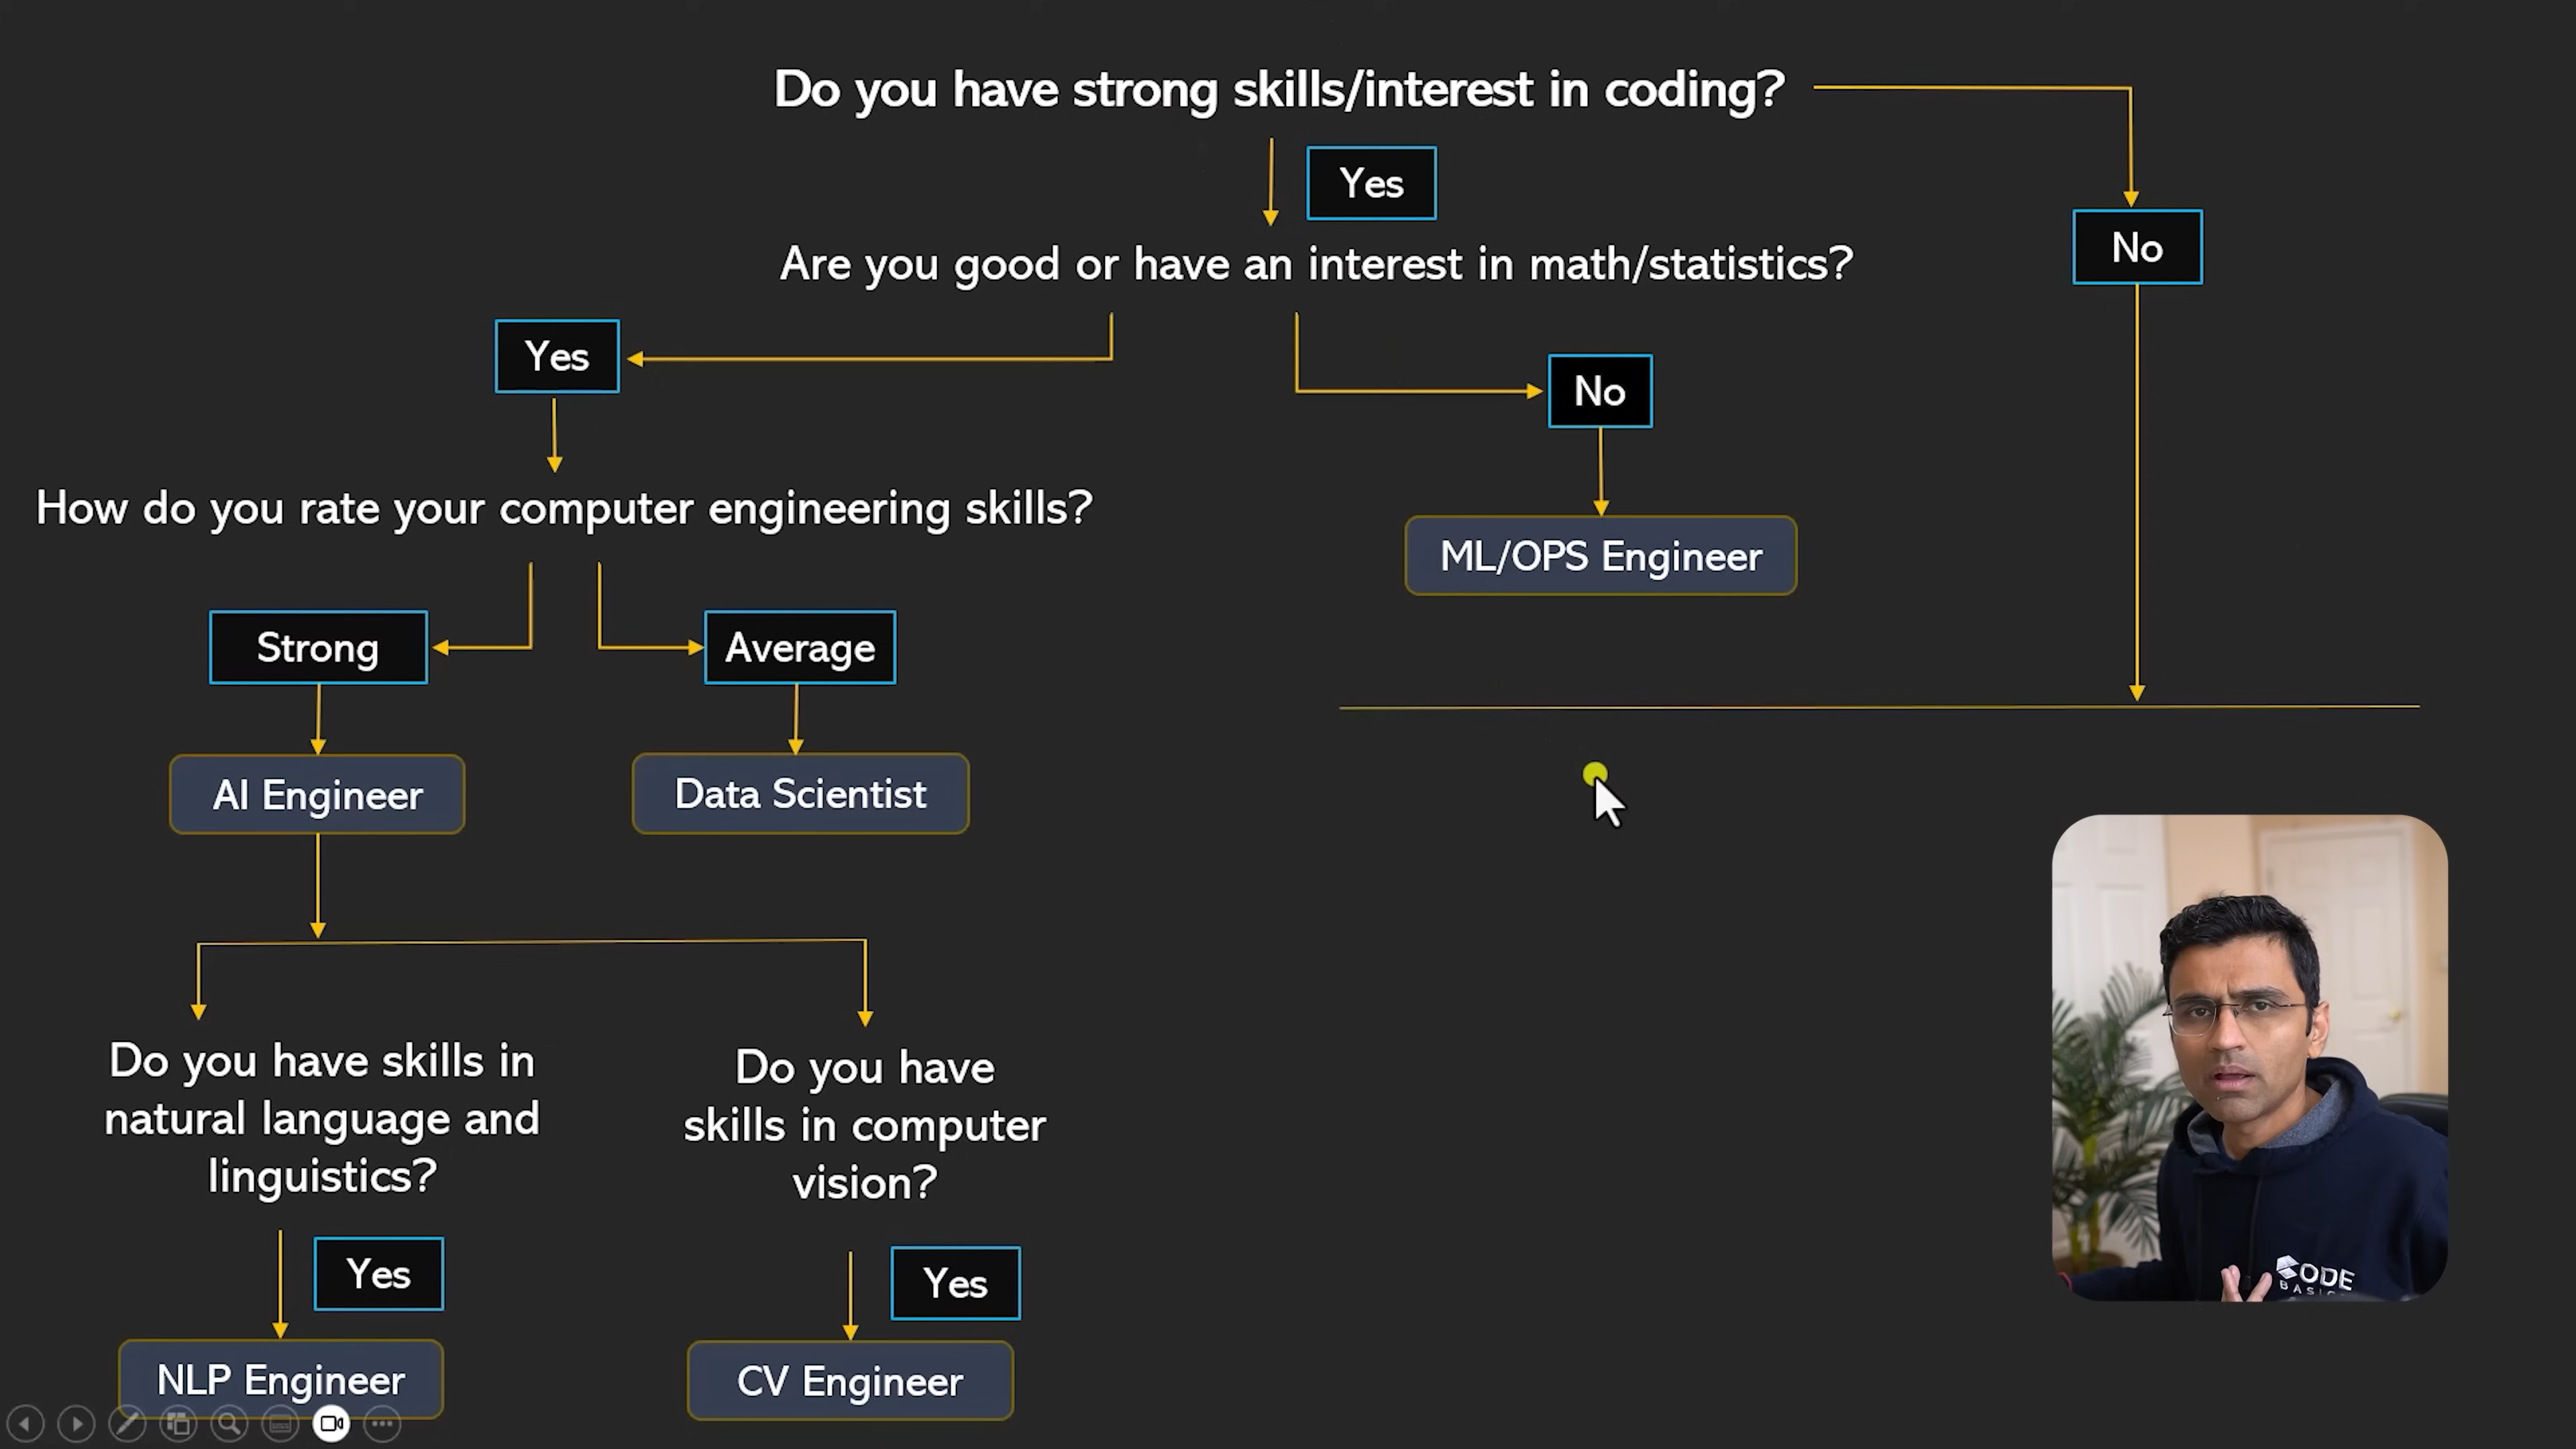 Do you have strong skills/interest in coding?
Yes
No
Are you good or have an interest in math/statistics?
Yes
No
How do you rate your computer engineering skills?
ML/OPS Engineer
Strong
Average
AI Engineer
Data Scientist
Do you have skills in
natural language and
linguistics?
Do you have
skills in computer
vision?
Yes
Yes
NLP Engineer
CV Engineer
CODE